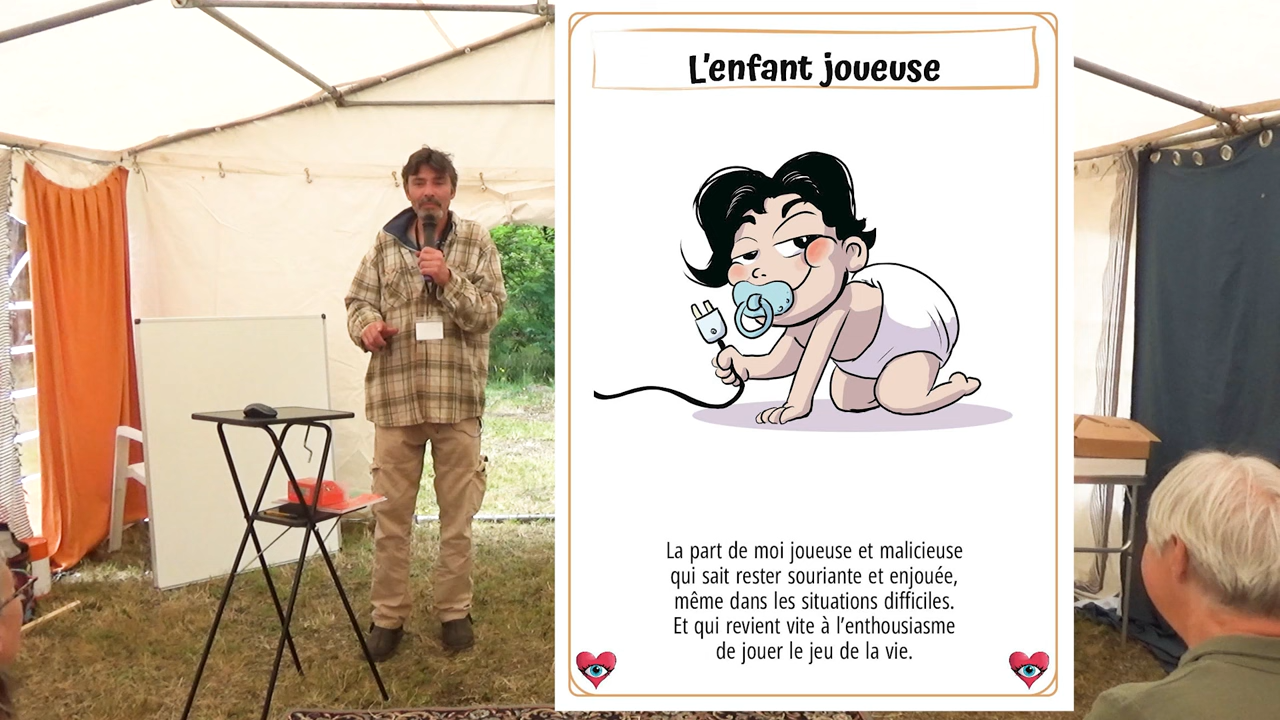 L'enfant joueuse
La part de moi joueuse et malicieuse
qui sait rester souriante et enjouée,
même dans les situations difficiles.
Et qui revient vite à l'enthousiasme
de jouer le jeu de la vie.